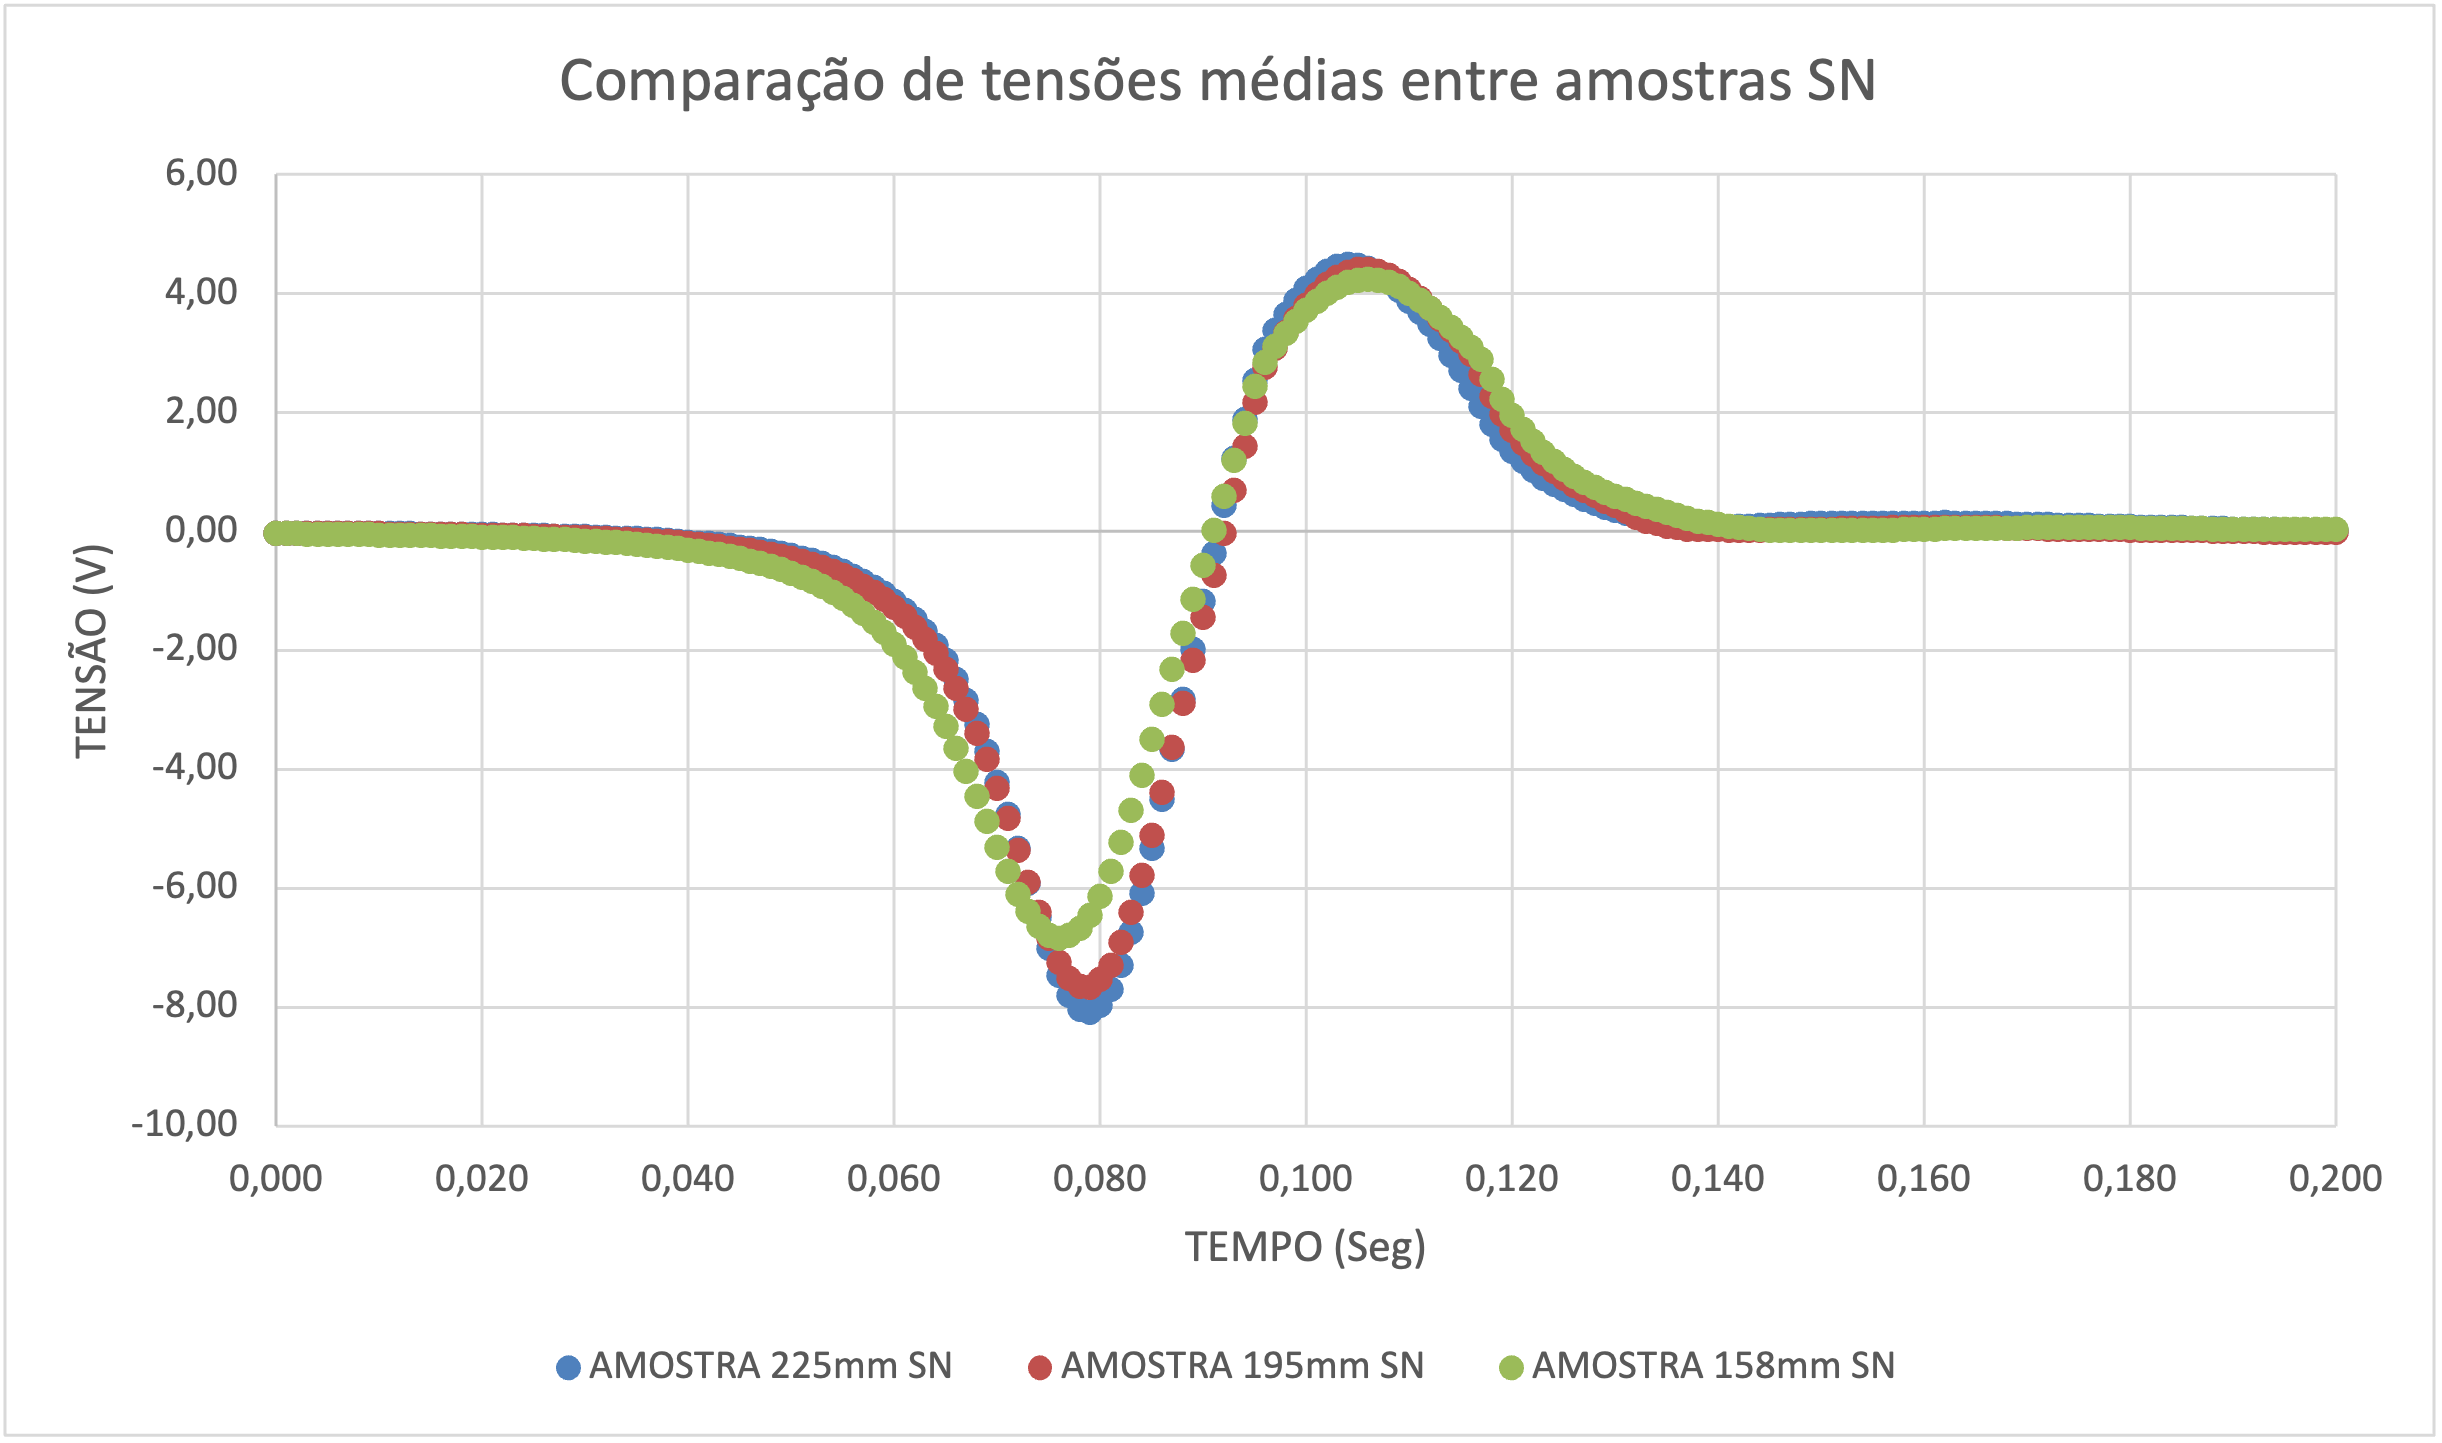 Comparação de tensões médias entre amostras SN
6,00
4,00
2,00
0,00
-2,00
-4,00
-6,00
-8,00
-10,00
TENSÃO (V)
0,000 0,020 0,040 0,060 0,080 0,100 0,120 0,140 0,160 0,180 0,200
TEMPO (Seg)
AMOSTRA 225mm SN AMOSTRA 195mm SN AMOSTRA 158mm SN